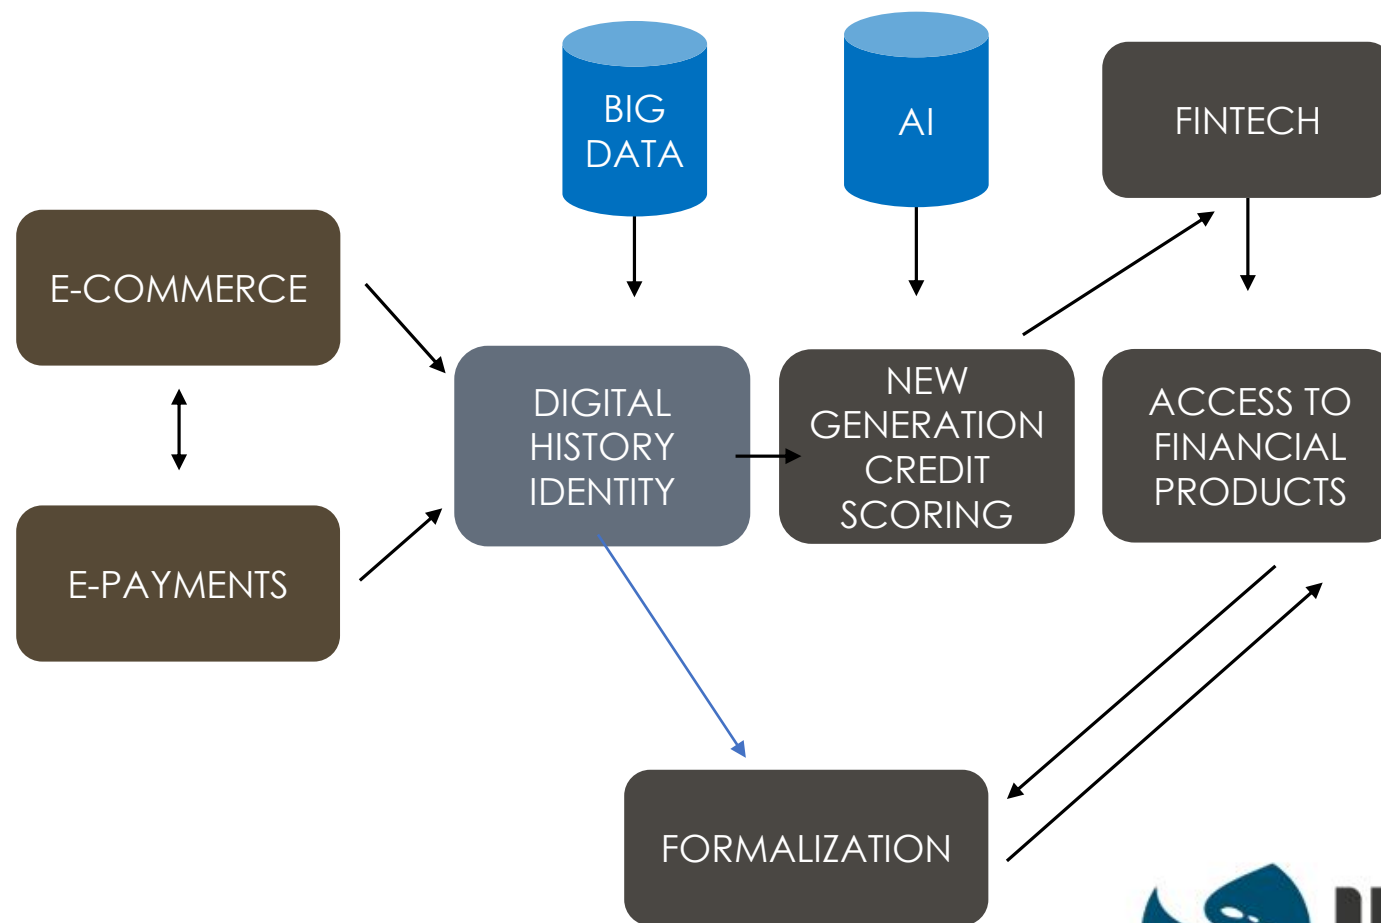 BIG
DATA
AI
FINTECH
E-COMMERCE
DIGITAL
HISTORY
IDENTITY
NEW
GENERATION
CREDIT
SCORING
ACCESS TO
FINANCIAL
PRODUCTS
E-PAYMENTS
FORMALIZATION